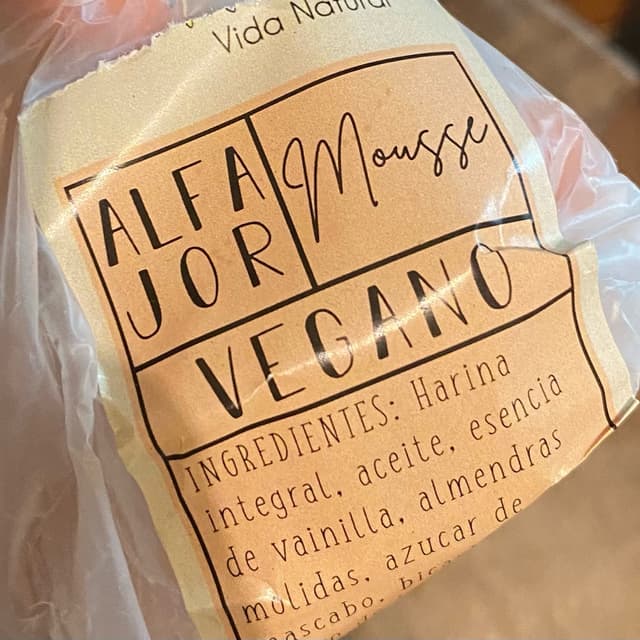 Vida Natural
ALFA
JOR
Mousse
VEGANO
INGREDIENTES: Harina
integral, aceite, esencia
de vainilla, almendras
molidas, azucar de